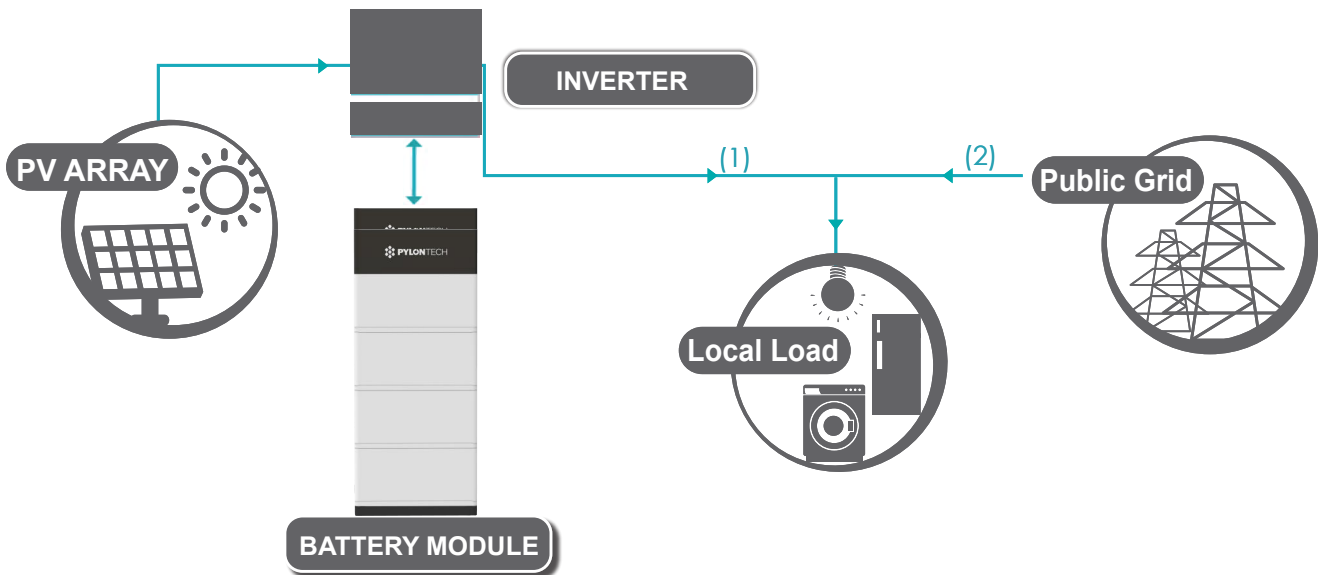 INVERTER
PV ARRAY
(1)
(2)
Public Grid
PYLONTECH
Local Load
BATTERY MODULE